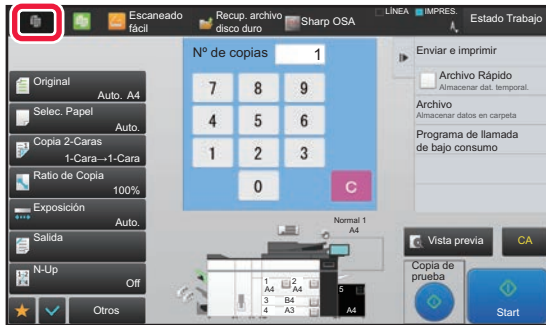 Escaneado
fácil
Recup. archivo
disco duro
Sharp OSA
LÍNEA
IMPRES.
Estado Trabajo
Original
Auto. A4
Selec. Papel
Auto.
Copia 2-Caras
1-Cara→1-Cara
Ratio de Copia
100%
Exposición
Auto.
Salida
N-Up
Off
Otros
Nº de copias
1
7 8 9
4 5 6
1 2 3
0 C
Normal 1
A4
1 A4
2 A4
3 B4
4 A3
5 A4
Enviar e imprimir
Archivo Rápido
Almacenar dat. temporal.
Archivo
Almacenar datos en carpeta
Programa de llamada
de bajo consumo
Vista previa
CA
Copia de
prueba
Start